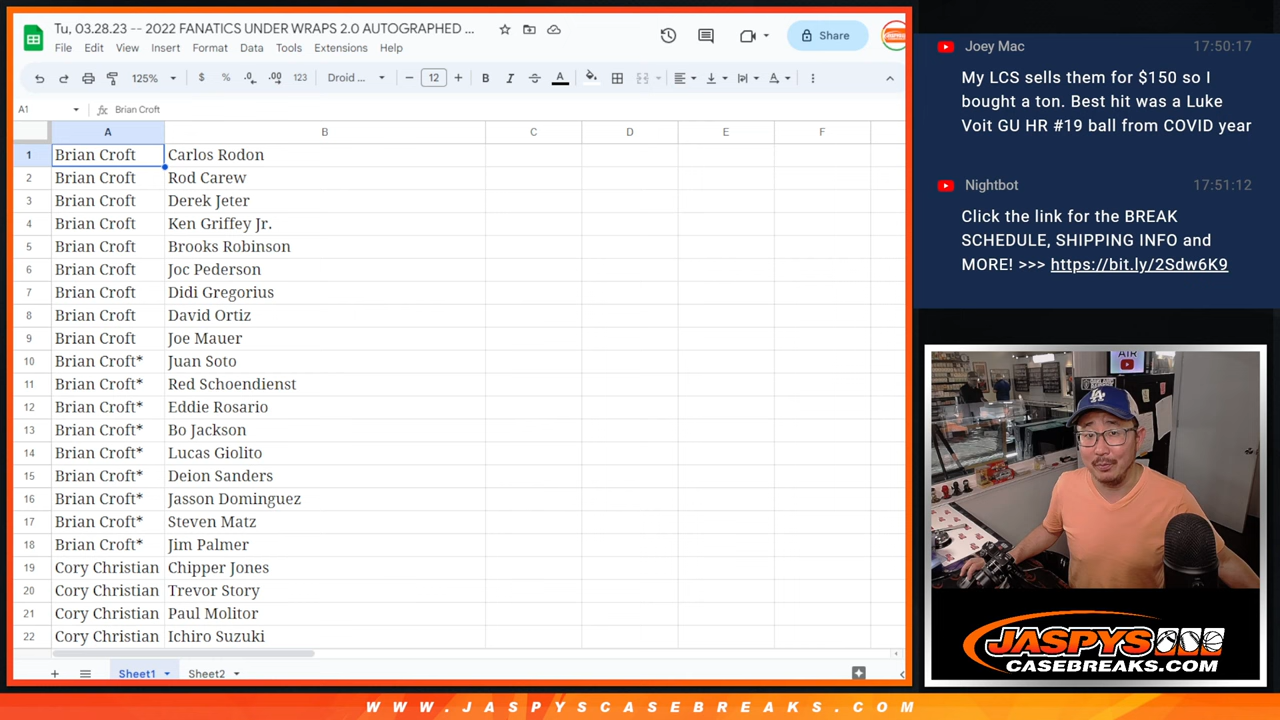 Tu, 03.28.23 -- 2022 FANATICS UNDER WRAPS 2.0 AUTOGRAPHED ...
File Edit View Insert Format Data Tools Extensions Help
Share
125% $ % .0 .00 123 Droid ... 12 B I A
A1 fx Brian Croft
A B C D E F
1 Brian Croft Carlos Rodon
2 Brian Croft Rod Carew
3 Brian Croft Derek Jeter
4 Brian Croft Ken Griffey Jr.
5 Brian Croft Brooks Robinson
6 Brian Croft Joc Pederson
7 Brian Croft Didi Gregorius
8 Brian Croft David Ortiz
9 Brian Croft Joe Mauer
10 Brian Croft* Juan Soto
11 Brian Croft* Red Schoendienst
12 Brian Croft* Eddie Rosario
13 Brian Croft* Bo Jackson
14 Brian Croft* Lucas Giolito
15 Brian Croft* Deion Sanders
16 Brian Croft* Jasson Dominguez
17 Brian Croft* Steven Matz
18 Brian Croft* Jim Palmer
19 Cory Christian Chipper Jones
20 Cory Christian Trevor Story
21 Cory Christian Paul Molitor
22 Cory Christian Ichiro Suzuki
Sheet1 Sheet2
Joey Mac 17:50:17
My LCS sells them for $150 so I
bought a ton. Best hit was a Luke
Voit GU HR #19 ball from COVID year
Nightbot 17:51:12
Click the link for the BREAK
SCHEDULE, SHIPPING INFO and
MORE! >>> https://bit.ly/2Sdw6K9
AIR
LA
JASPYS
CASEBREAKS.COM
WWW.JASPYSCASEBREAKS.COM